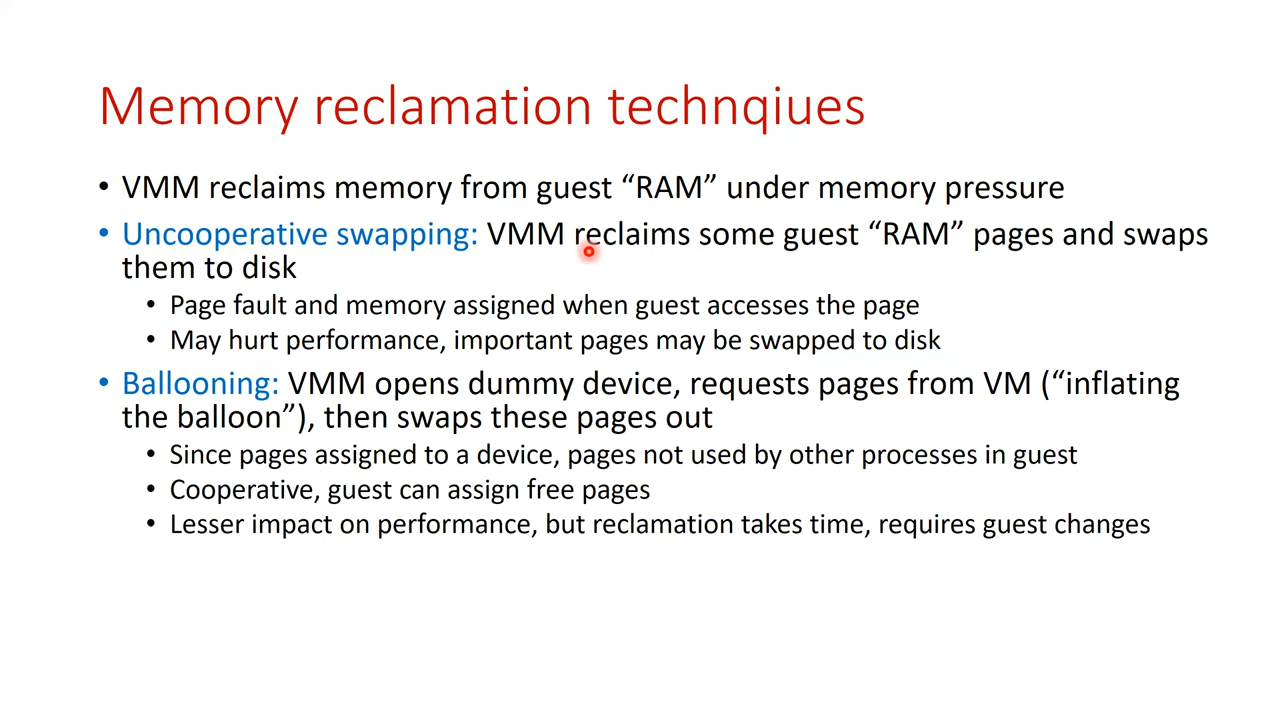 Memory reclamation technqiues
• VMM reclaims memory from guest “RAM” under memory pressure
• Uncooperative swapping: VMM reclaims some guest “RAM” pages and swaps
them to disk
• Page fault and memory assigned when guest accesses the page
• May hurt performance, important pages may be swapped to disk
• Ballooning: VMM opens dummy device, requests pages from VM (“inflating
the balloon”), then swaps these pages out
• Since pages assigned to a device, pages not used by other processes in guest
• Cooperative, guest can assign free pages
• Lesser impact on performance, but reclamation takes time, requires guest changes